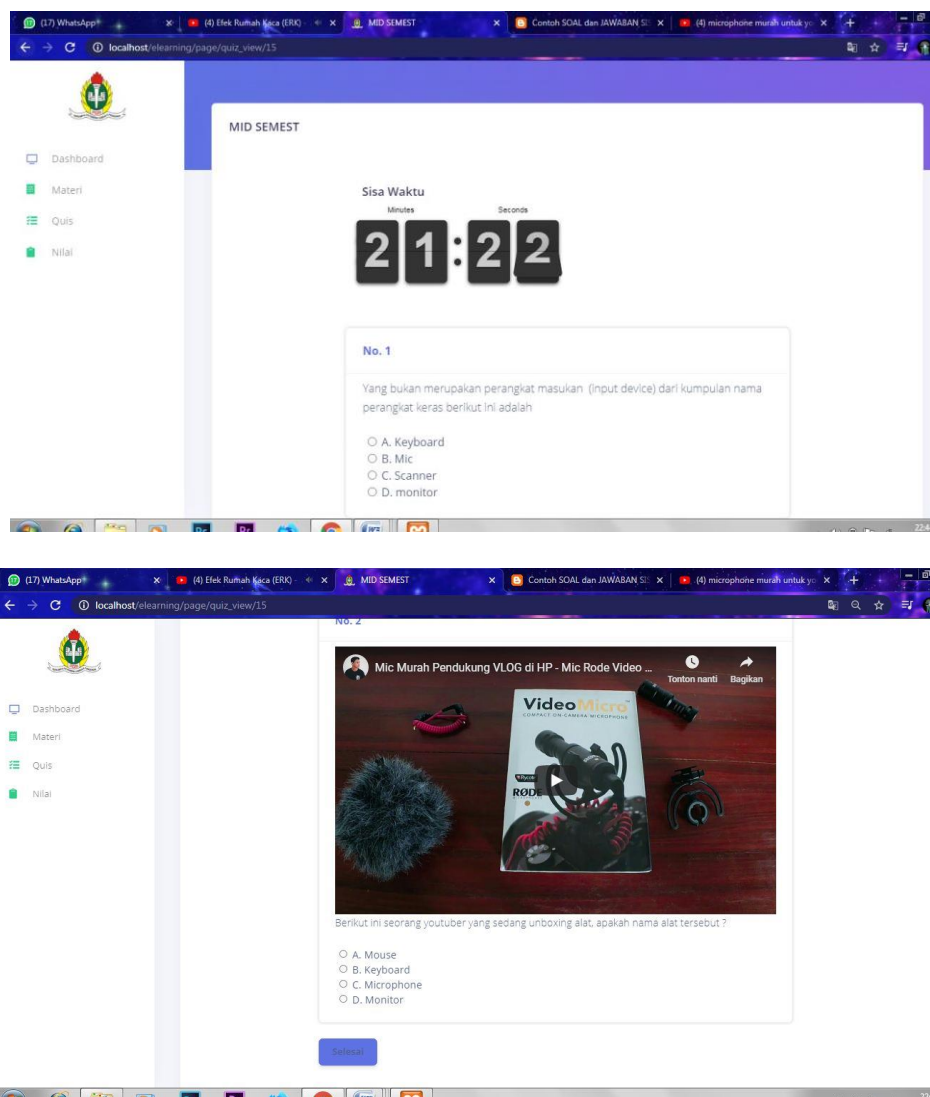 (17) WhatsApp
(4) Efek Rumah Kaca (ERK)
MID SEMEST
Contoh SOAL dan JAWABAN SI
(4) microphone murah untuk yo
localhost/elearning/page/quiz_view/15
MID SEMEST
Dashboard
Materi
Quis
Nilai
Sisa Waktu
Minutes
Seconds
21:22
No. 1
Yang bukan merupakan perangkat masukan (input device) dari kumpulan nama
perangkat keras berikut ini adalah
A. Keyboard
B. Mic
C. Scanner
D. monitor
(17) WhatsApp
(4) Efek Rumah Kaca (ERK)
MID SEMEST
Contoh SOAL dan JAWABAN SI
(4) microphone murah untuk yo
localhost/elearning/page/quiz_view/15
Dashboard
Materi
Quis
Nilai
No. 2
Mic Murah Pendukung VLOG di HP - Mic Rode Video ...
Tonton nanti
Bagikan
VideoMicro
COMPACT ON-CAMERA MICROPHONE
Rycote
RØDE
Berikut ini seorang youtuber yang sedang unboxing alat, apakah nama alat tersebut ?
A. Mouse
B. Keyboard
C. Microphone
D. Monitor
Selesai